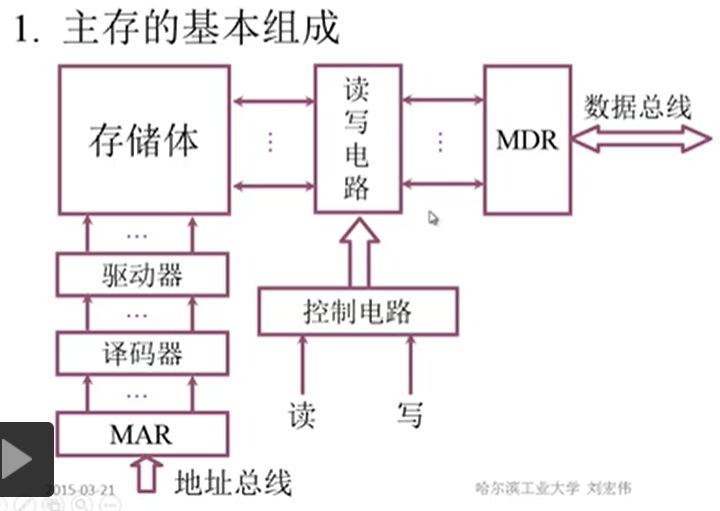 1. 主存的基本组成
存储体
读写电路
MDR
数据总线
驱动器
控制电路
译码器
读
写
MAR
地址总线
2015-03-21
哈尔滨工业大学 刘宏伟